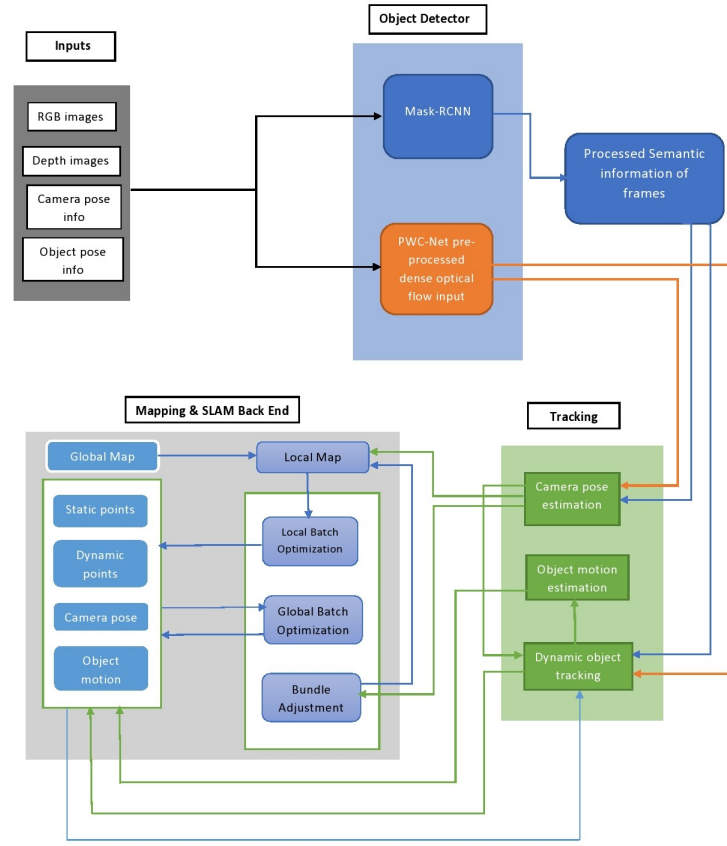 Object Detector
Inputs
RGB images
Depth images
Camera pose
info
Object pose
info
Mask-RCNN
PWC-Net pre-
processed
dense optical
flow input
Processed Semantic
information of
frames
Mapping & SLAM Back End
Global Map
Local Map
Static points
Dynamic
points
Camera pose
Object
motion
Local Batch
Optimization
Global Batch
Optimization
Bundle
Adjustment
Tracking
Camera pose
estimation
Object motion
estimation
Dynamic object
tracking